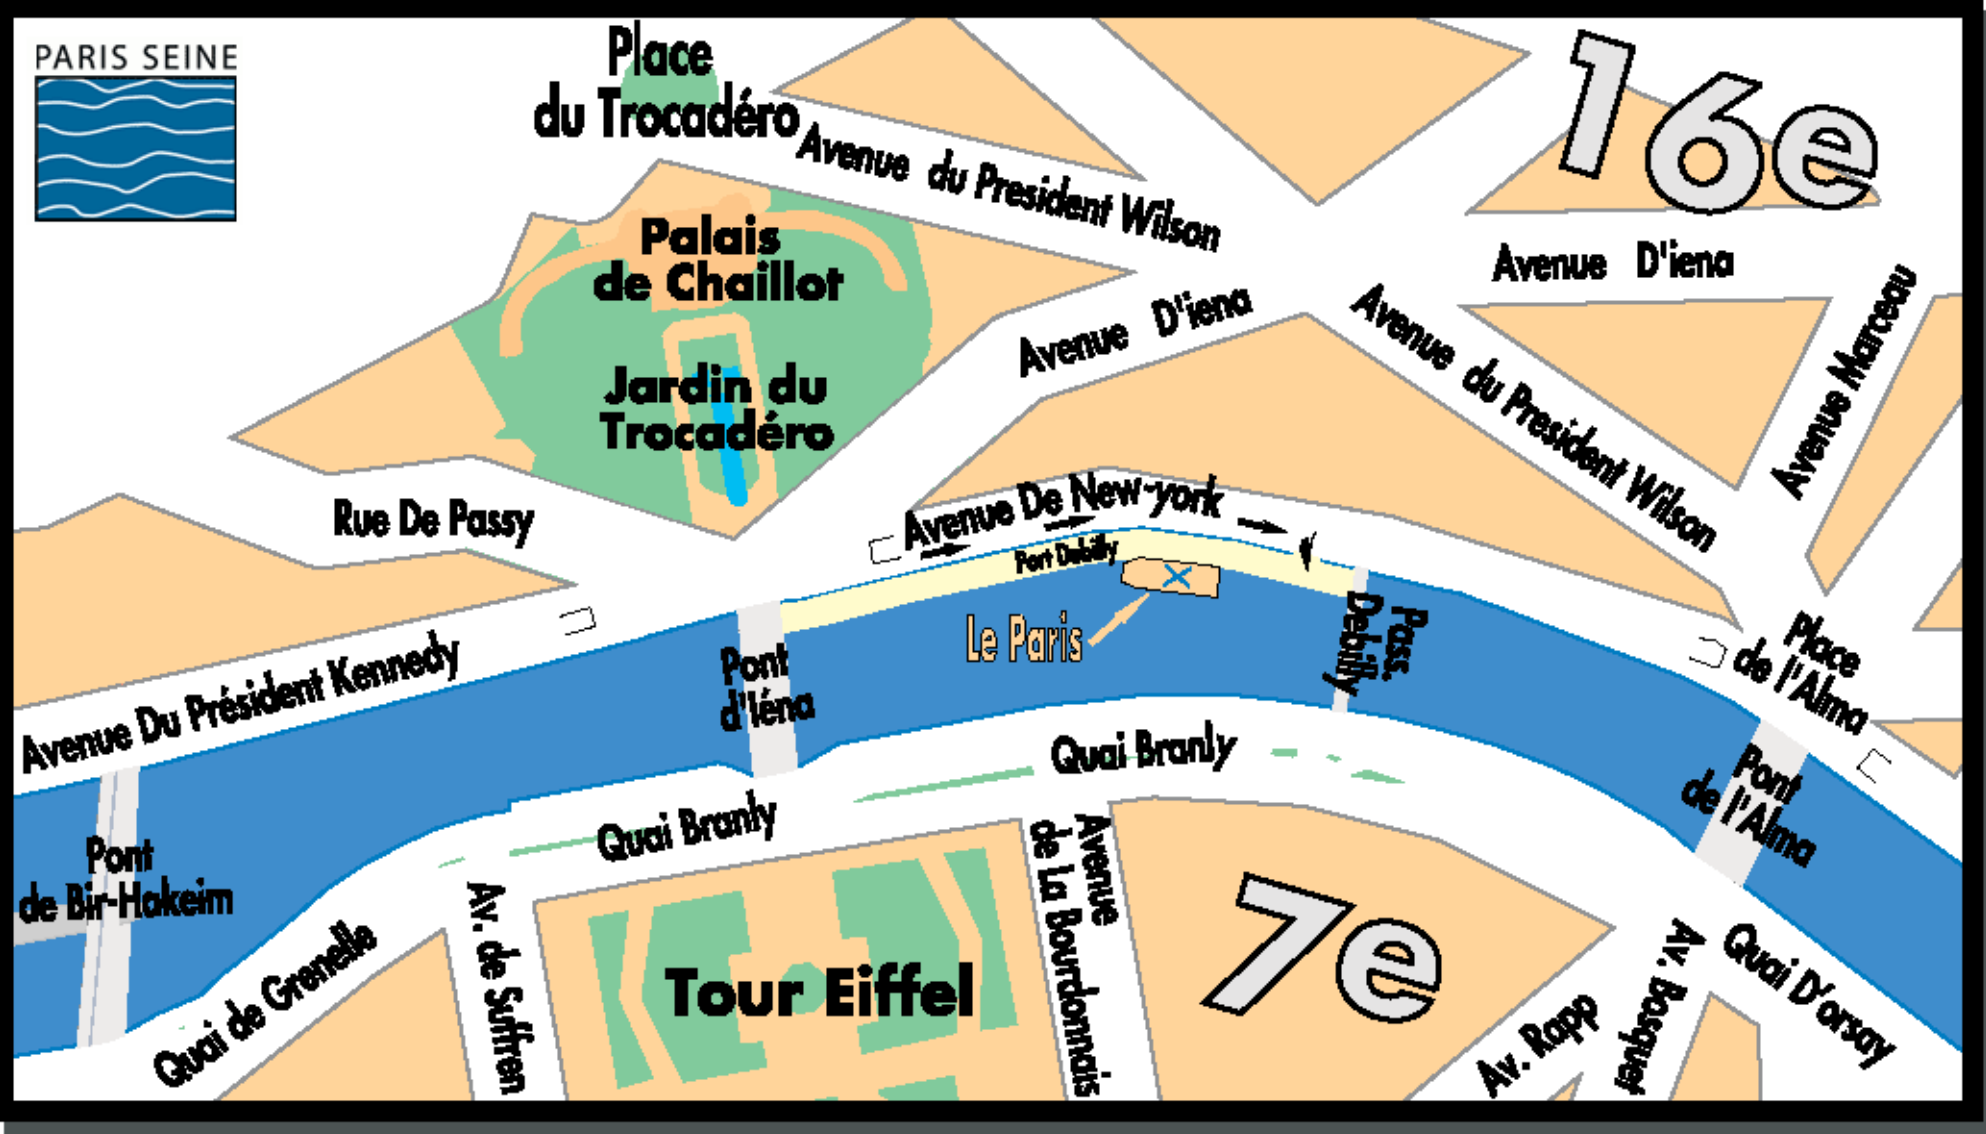 PARIS SEINE
Place
du Trocadéro
16e
Avenue du President Wilson
Palais
de Chaillot
Avenue D'iena
Avenue D'iena
Avenue Marceau
Jardin du
Trocadéro
Avenue du President Wilson
Rue De Passy
Avenue De New-york
Port Debilly
Le Paris
Pass.
Debilly
Place
de l'Alma
Avenue Du Président Kennedy
Pont
d'Iéna
Quai Branly
Pont
de l'Alma
Quai Branly
Pont
de Bir-Hakeim
Avenue
de La Bourdonnais
7e
Av. de Suffren
Tour Eiffel
Quai de Grenelle
Av. Rapp
Av. Bosquet
Quai D'orsay